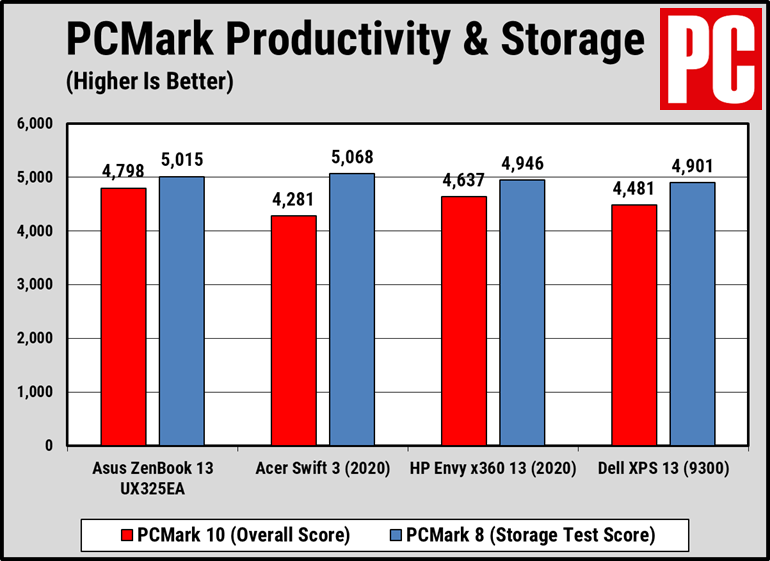 PCMark Productivity & Storage
(Higher Is Better)
PC
6,000
5,000
4,000
3,000
2,000
1,000
0
4,798
5,015
4,281
5,068
4,637
4,946
4,481
4,901
Asus ZenBook 13
UX325EA
Acer Swift 3 (2020)
HP Envy x360 13 (2020)
Dell XPS 13 (9300)
PCMark 10 (Overall Score)
PCMark 8 (Storage Test Score)